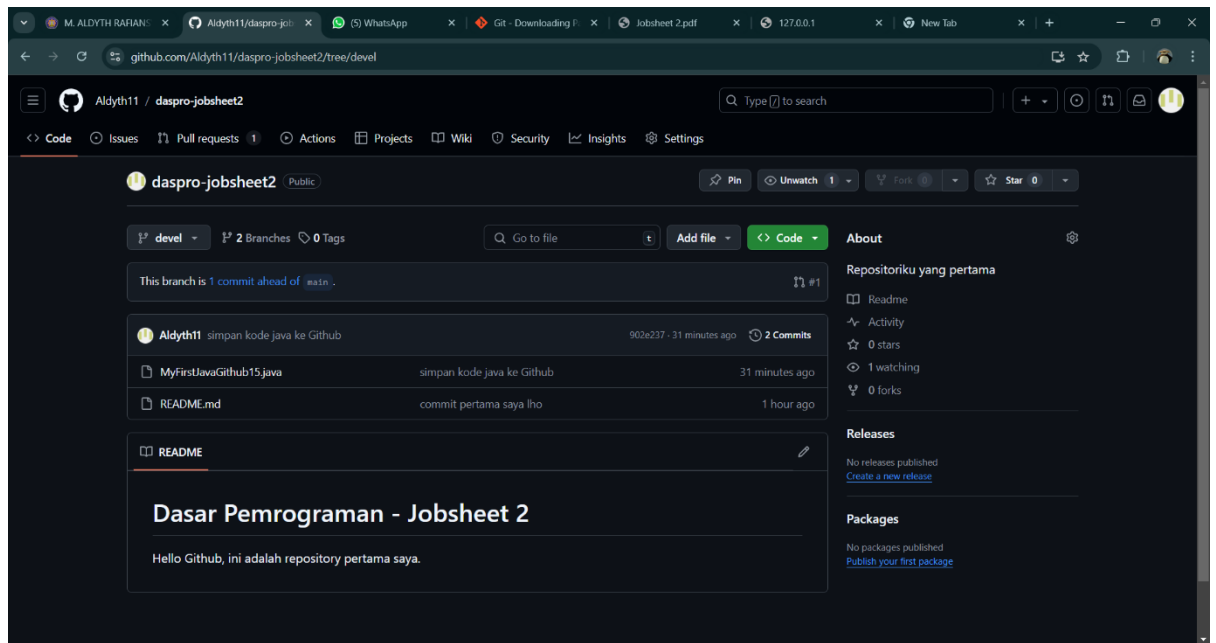 M. ALDYTH RAFIANS
Aldyth11/daspro-job
(5) WhatsApp
Git - Downloading P
Jobsheet 2.pdf
127.0.0.1
New Tab
github.com/Aldyth11/daspro-jobsheet2/tree/devel
Aldyth11 / daspro-jobsheet2
Type / to search
<> Code Issues Pull requests 1 Actions Projects Wiki Security Insights Settings
daspro-jobsheet2 Public
Pin Unwatch 1 Fork 0 Star 0
devel 2 Branches 0 Tags
Go to file t Add file <> Code
This branch is 1 commit ahead of main .
#1
Aldyth11 simpan kode java ke Github 902e237 · 31 minutes ago 2 Commits
MyFirstJavaGithub15.java simpan kode java ke Github 31 minutes ago
README.md commit pertama saya lho 1 hour ago
README
Dasar Pemrograman - Jobsheet 2
Hello Github, ini adalah repository pertama saya.
About
Repositoriku yang pertama
Readme
Activity
0 stars
1 watching
0 forks
Releases
No releases published
Create a new release
Packages
No packages published
Publish your first package